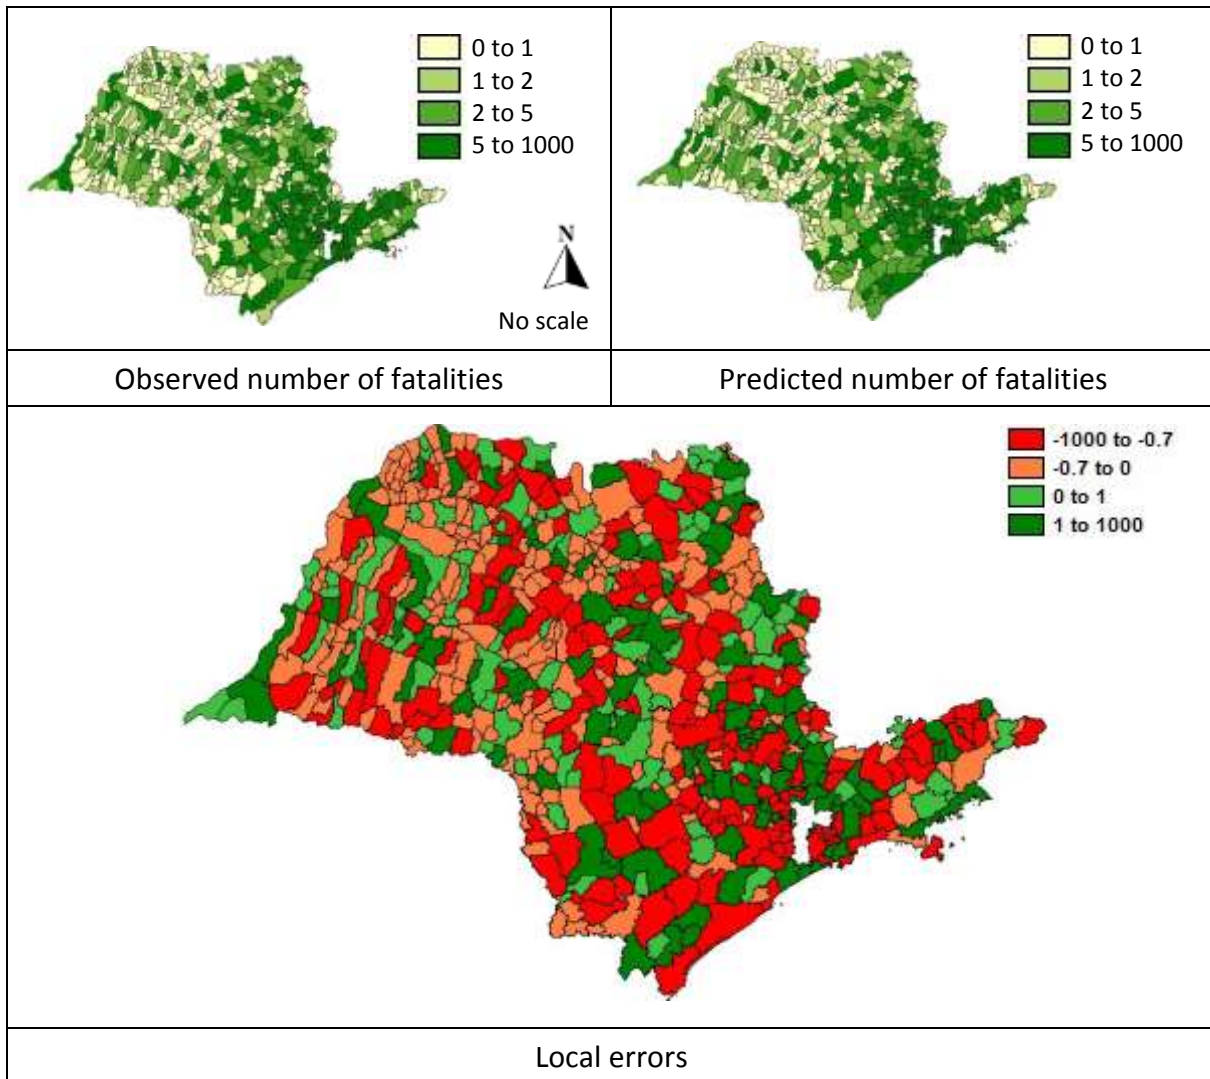 0 to 1
1 to 2
2 to 5
5 to 1000
N
No scale
0 to 1
1 to 2
2 to 5
5 to 1000
Observed number of fatalities
Predicted number of fatalities
-1000 to -0.7
-0.7 to 0
0 to 1
1 to 1000
Local errors